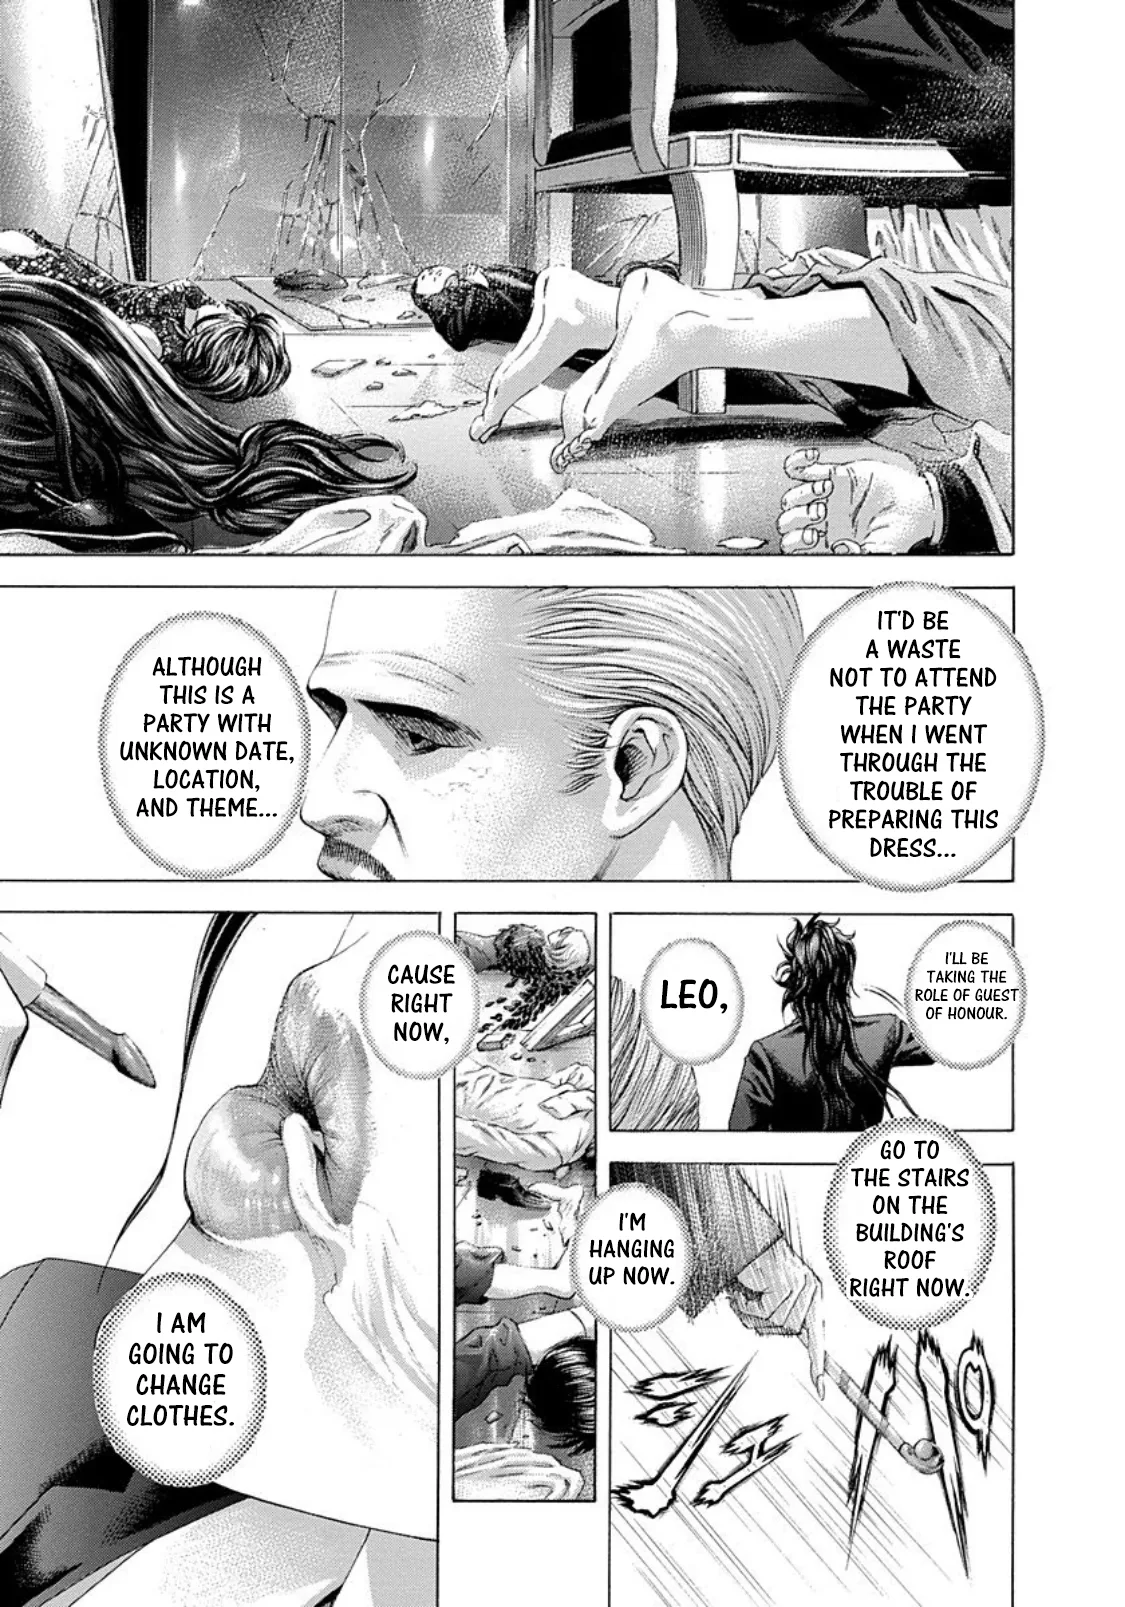 IT'D BE
A WASTE
NOT TO ATTEND
THE PARTY
WHEN I WENT
THROUGH THE
TROUBLE OF
PREPARING THIS
DRESS...
ALTHOUGH
THIS IS A
PARTY WITH
UNKNOWN DATE,
LOCATION,
AND THEME...
I'LL BE
TAKING THE
ROLE OF GUEST
OF HONOUR.
LEO,
GO TO
THE STAIRS
ON THE
BUILDING'S
ROOF
RIGHT NOW.
I'M
HANGING
UP NOW.
パシッ
CAUSE
RIGHT
NOW,
I AM
GOING TO
CHANGE
CLOTHES.